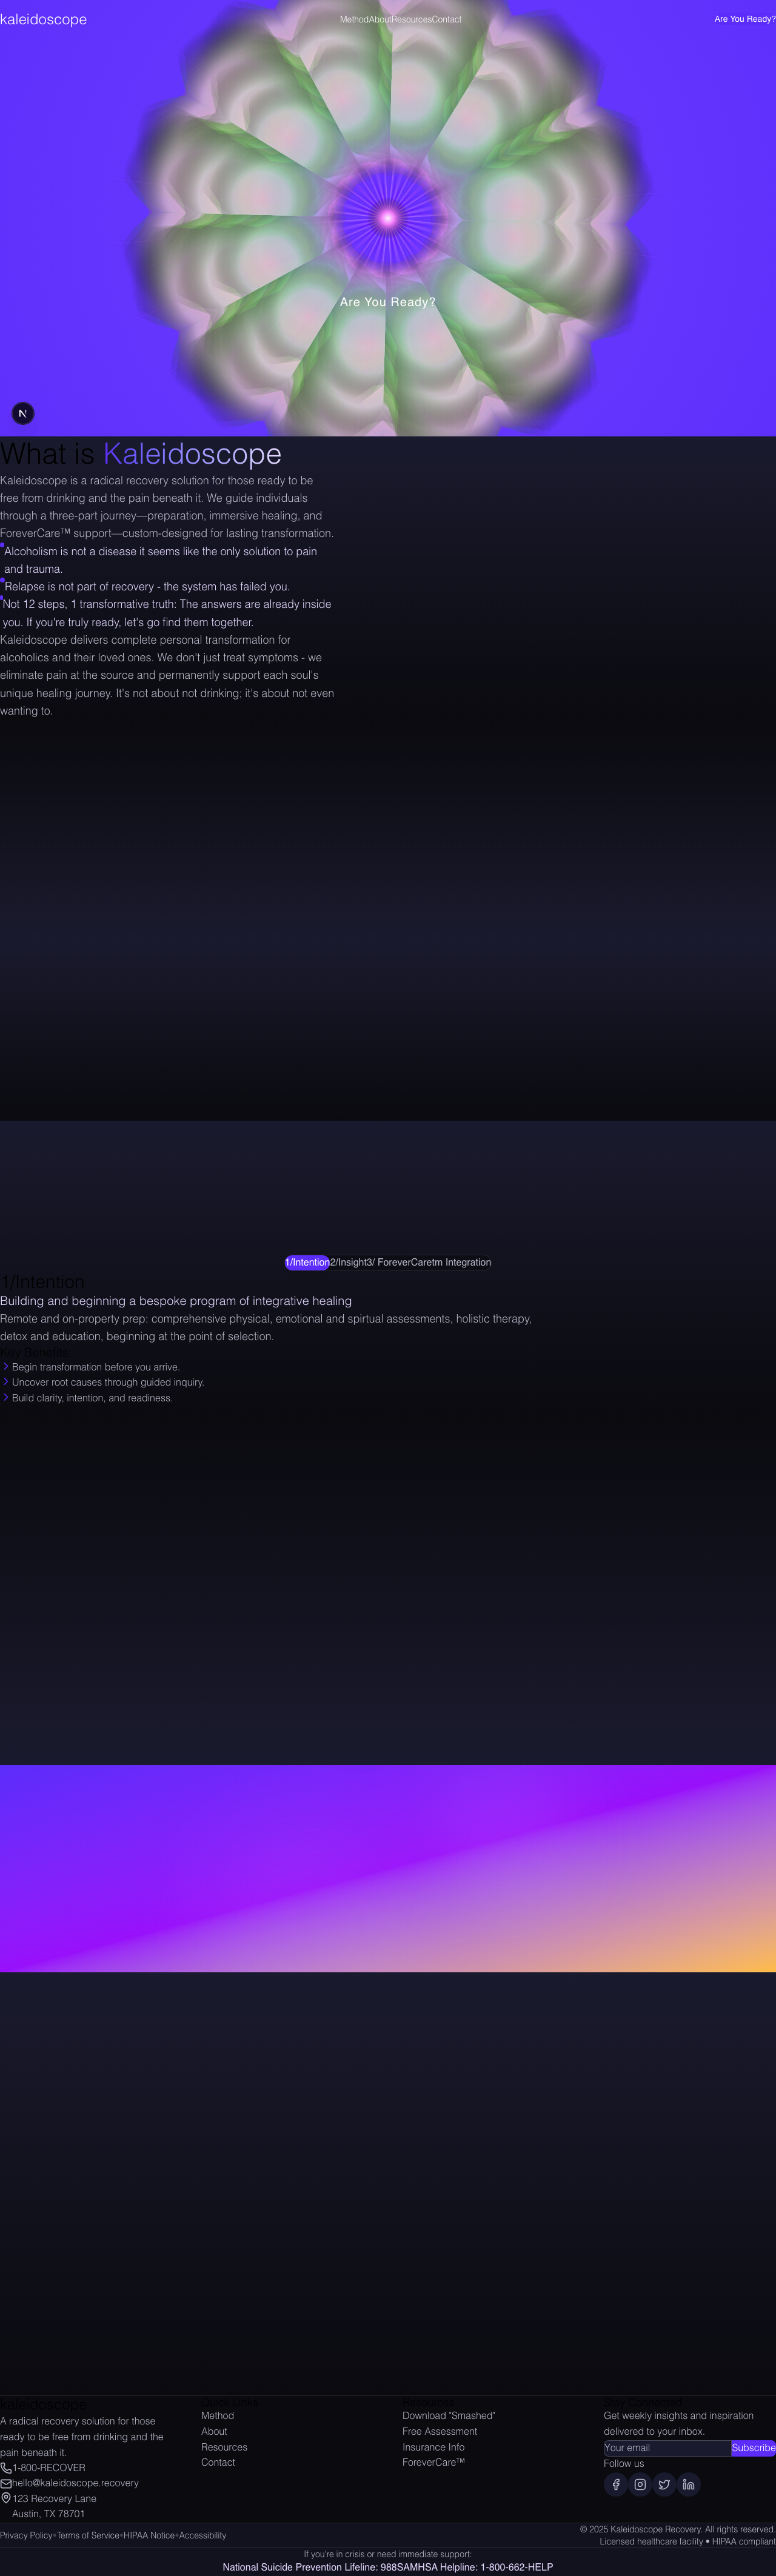 kaleidoscope
Method About Resources Contact
Are You Ready?
Are You Ready?
N
What is Kaleidoscope
Kaleidoscope is a radical recovery solution for those ready to be
free from drinking and the pain beneath it. We guide individuals
through a three-part journey—preparation, immersive healing, and
ForeverCare™ support—custom-designed for lasting transformation.
Alcoholism is not a disease it seems like the only solution to pain
and trauma.
Relapse is not part of recovery - the system has failed you.
Not 12 steps, 1 transformative truth: The answers are already inside
you. If you're truly ready, let's go find them together.
Kaleidoscope delivers complete personal transformation for
alcoholics and their loved ones. We don't just treat symptoms - we
eliminate pain at the source and permanently support each soul's
unique healing journey. It's not about not drinking; it's about not even
wanting to.
1/Intention 2/Insight 3/ ForeverCaretm Integration
1/Intention
Building and beginning a bespoke program of integrative healing
Remote and on-property prep: comprehensive physical, emotional and spirtual assessments, holistic therapy,
detox and education, beginning at the point of selection.
Key Benefits:
Begin transformation before you arrive.
Uncover root causes through guided inquiry.
Build clarity, intention, and readiness.
kaleidoscope
A radical recovery solution for those
ready to be free from drinking and the
pain beneath it.
1-800-RECOVER
hello@kaleidoscope.recovery
123 Recovery Lane
Austin, TX 78701
Quick Links
Method
About
Resources
Contact
Resources
Download "Smashed"
Free Assessment
Insurance Info
ForeverCare™
Stay Connected
Get weekly insights and inspiration
delivered to your inbox.
Your email Subscribe
Follow us
Privacy Policy•Terms of Service•HIPAA Notice•Accessibility
© 2025 Kaleidoscope Recovery. All rights reserved.
Licensed healthcare facility • HIPAA compliant
If you're in crisis or need immediate support:
National Suicide Prevention Lifeline: 988 SAMHSA Helpline: 1-800-662-HELP